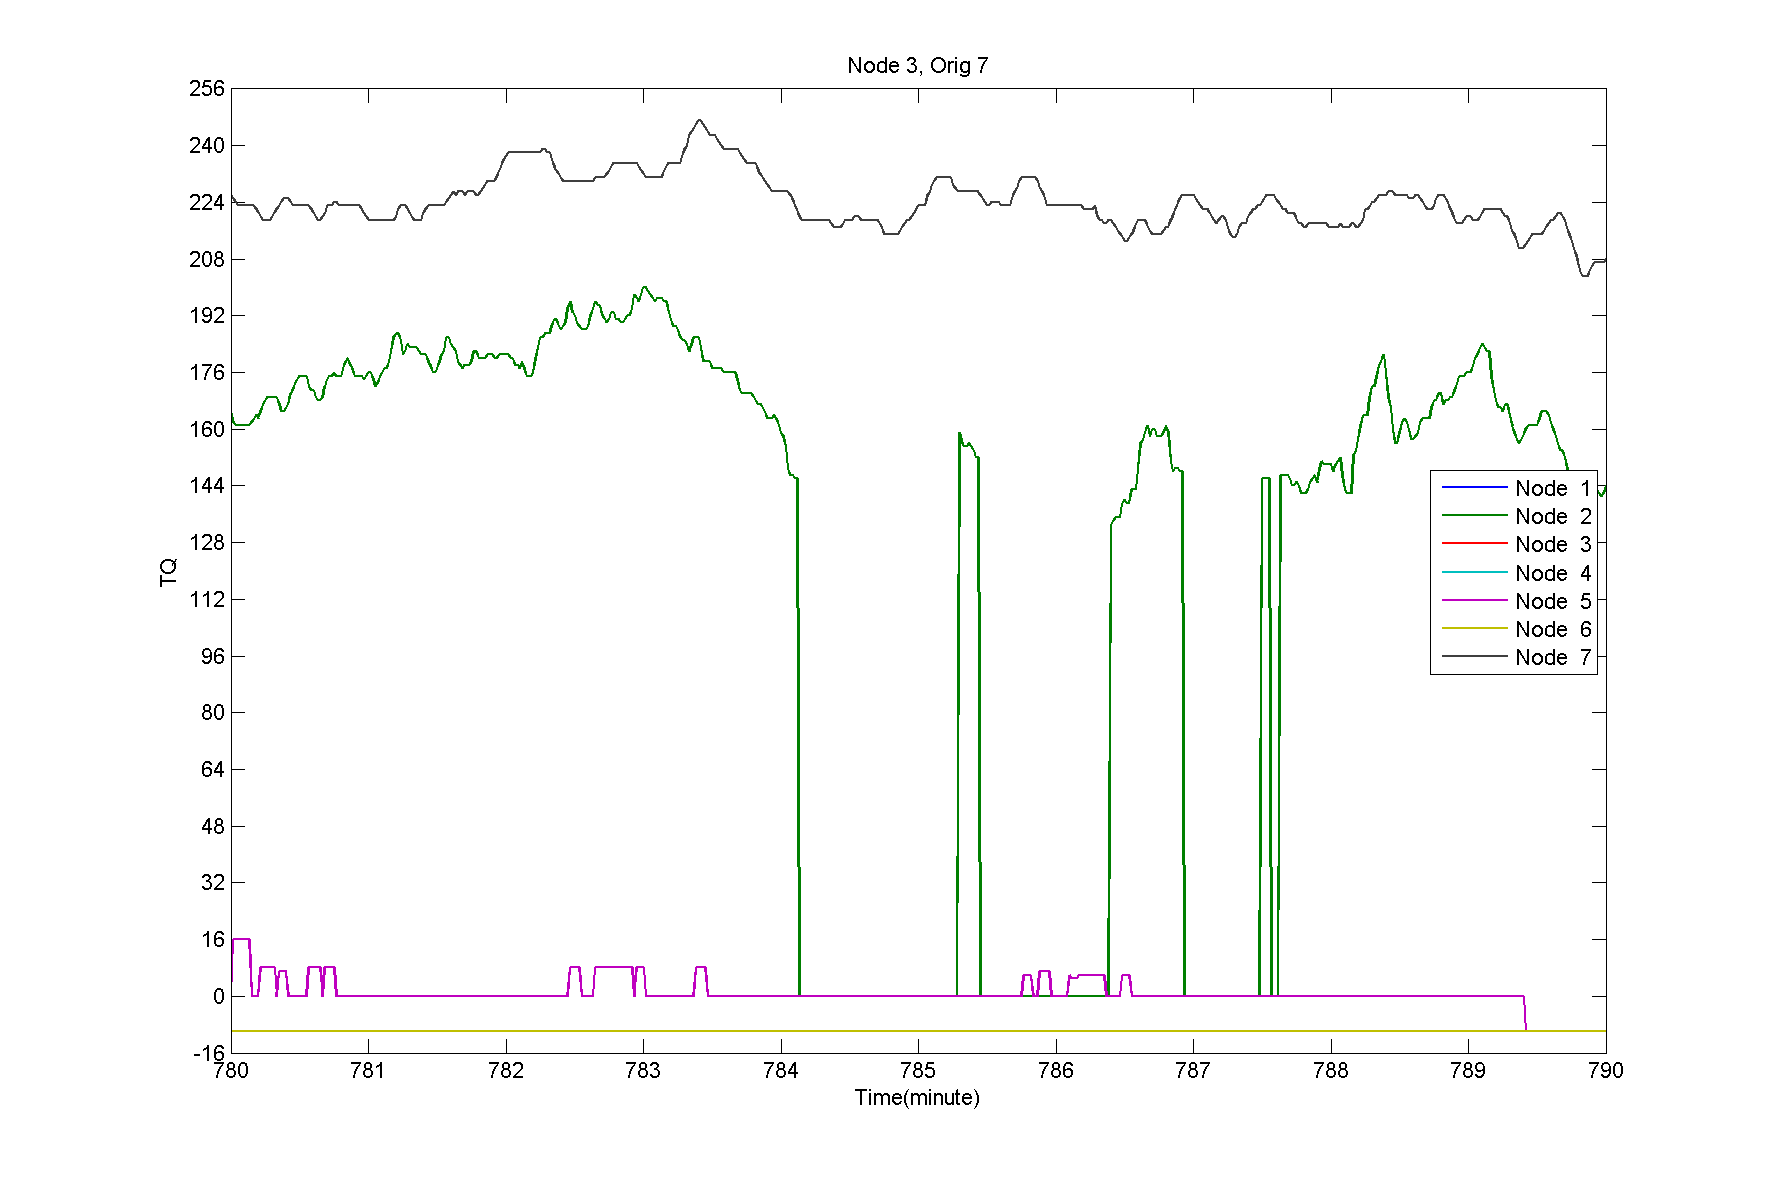 Node 3, Orig 7
256
240
224
208
192
176
160
144
128
112
96
80
64
48
32
16
0
-16
TQ
Node 1
Node 2
Node 3
Node 4
Node 5
Node 6
Node 7
780 781 782 783 784 785 786 787 788 789 790
Time(minute)